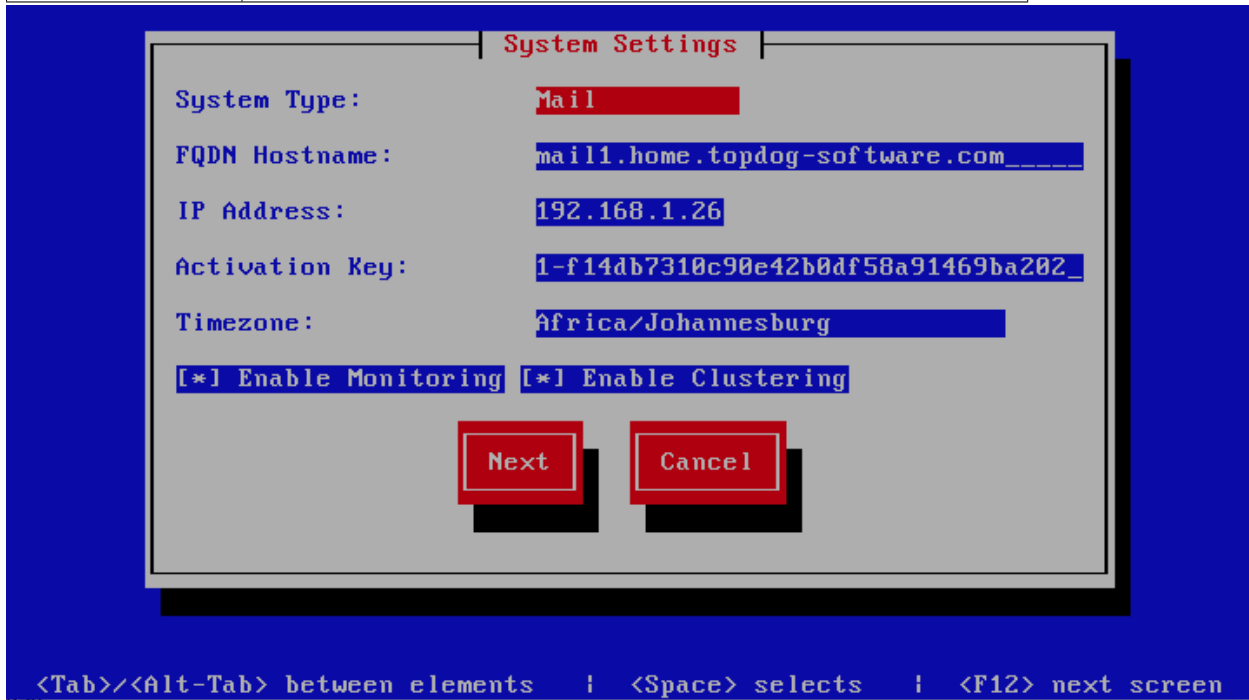 System Settings
System Type: Mail
FQDN Hostname: mail1.home.topdog-software.com_____
IP Address: 192.168.1.26
Activation Key: 1-f14db7310c90e42b0df58a91469ba202_
Timezone: Africa/Johannesburg
[*] Enable Monitoring [*] Enable Clustering
Next Cancel
<Tab>/<Alt-Tab> between elements | <Space> selects | <F12> next screen